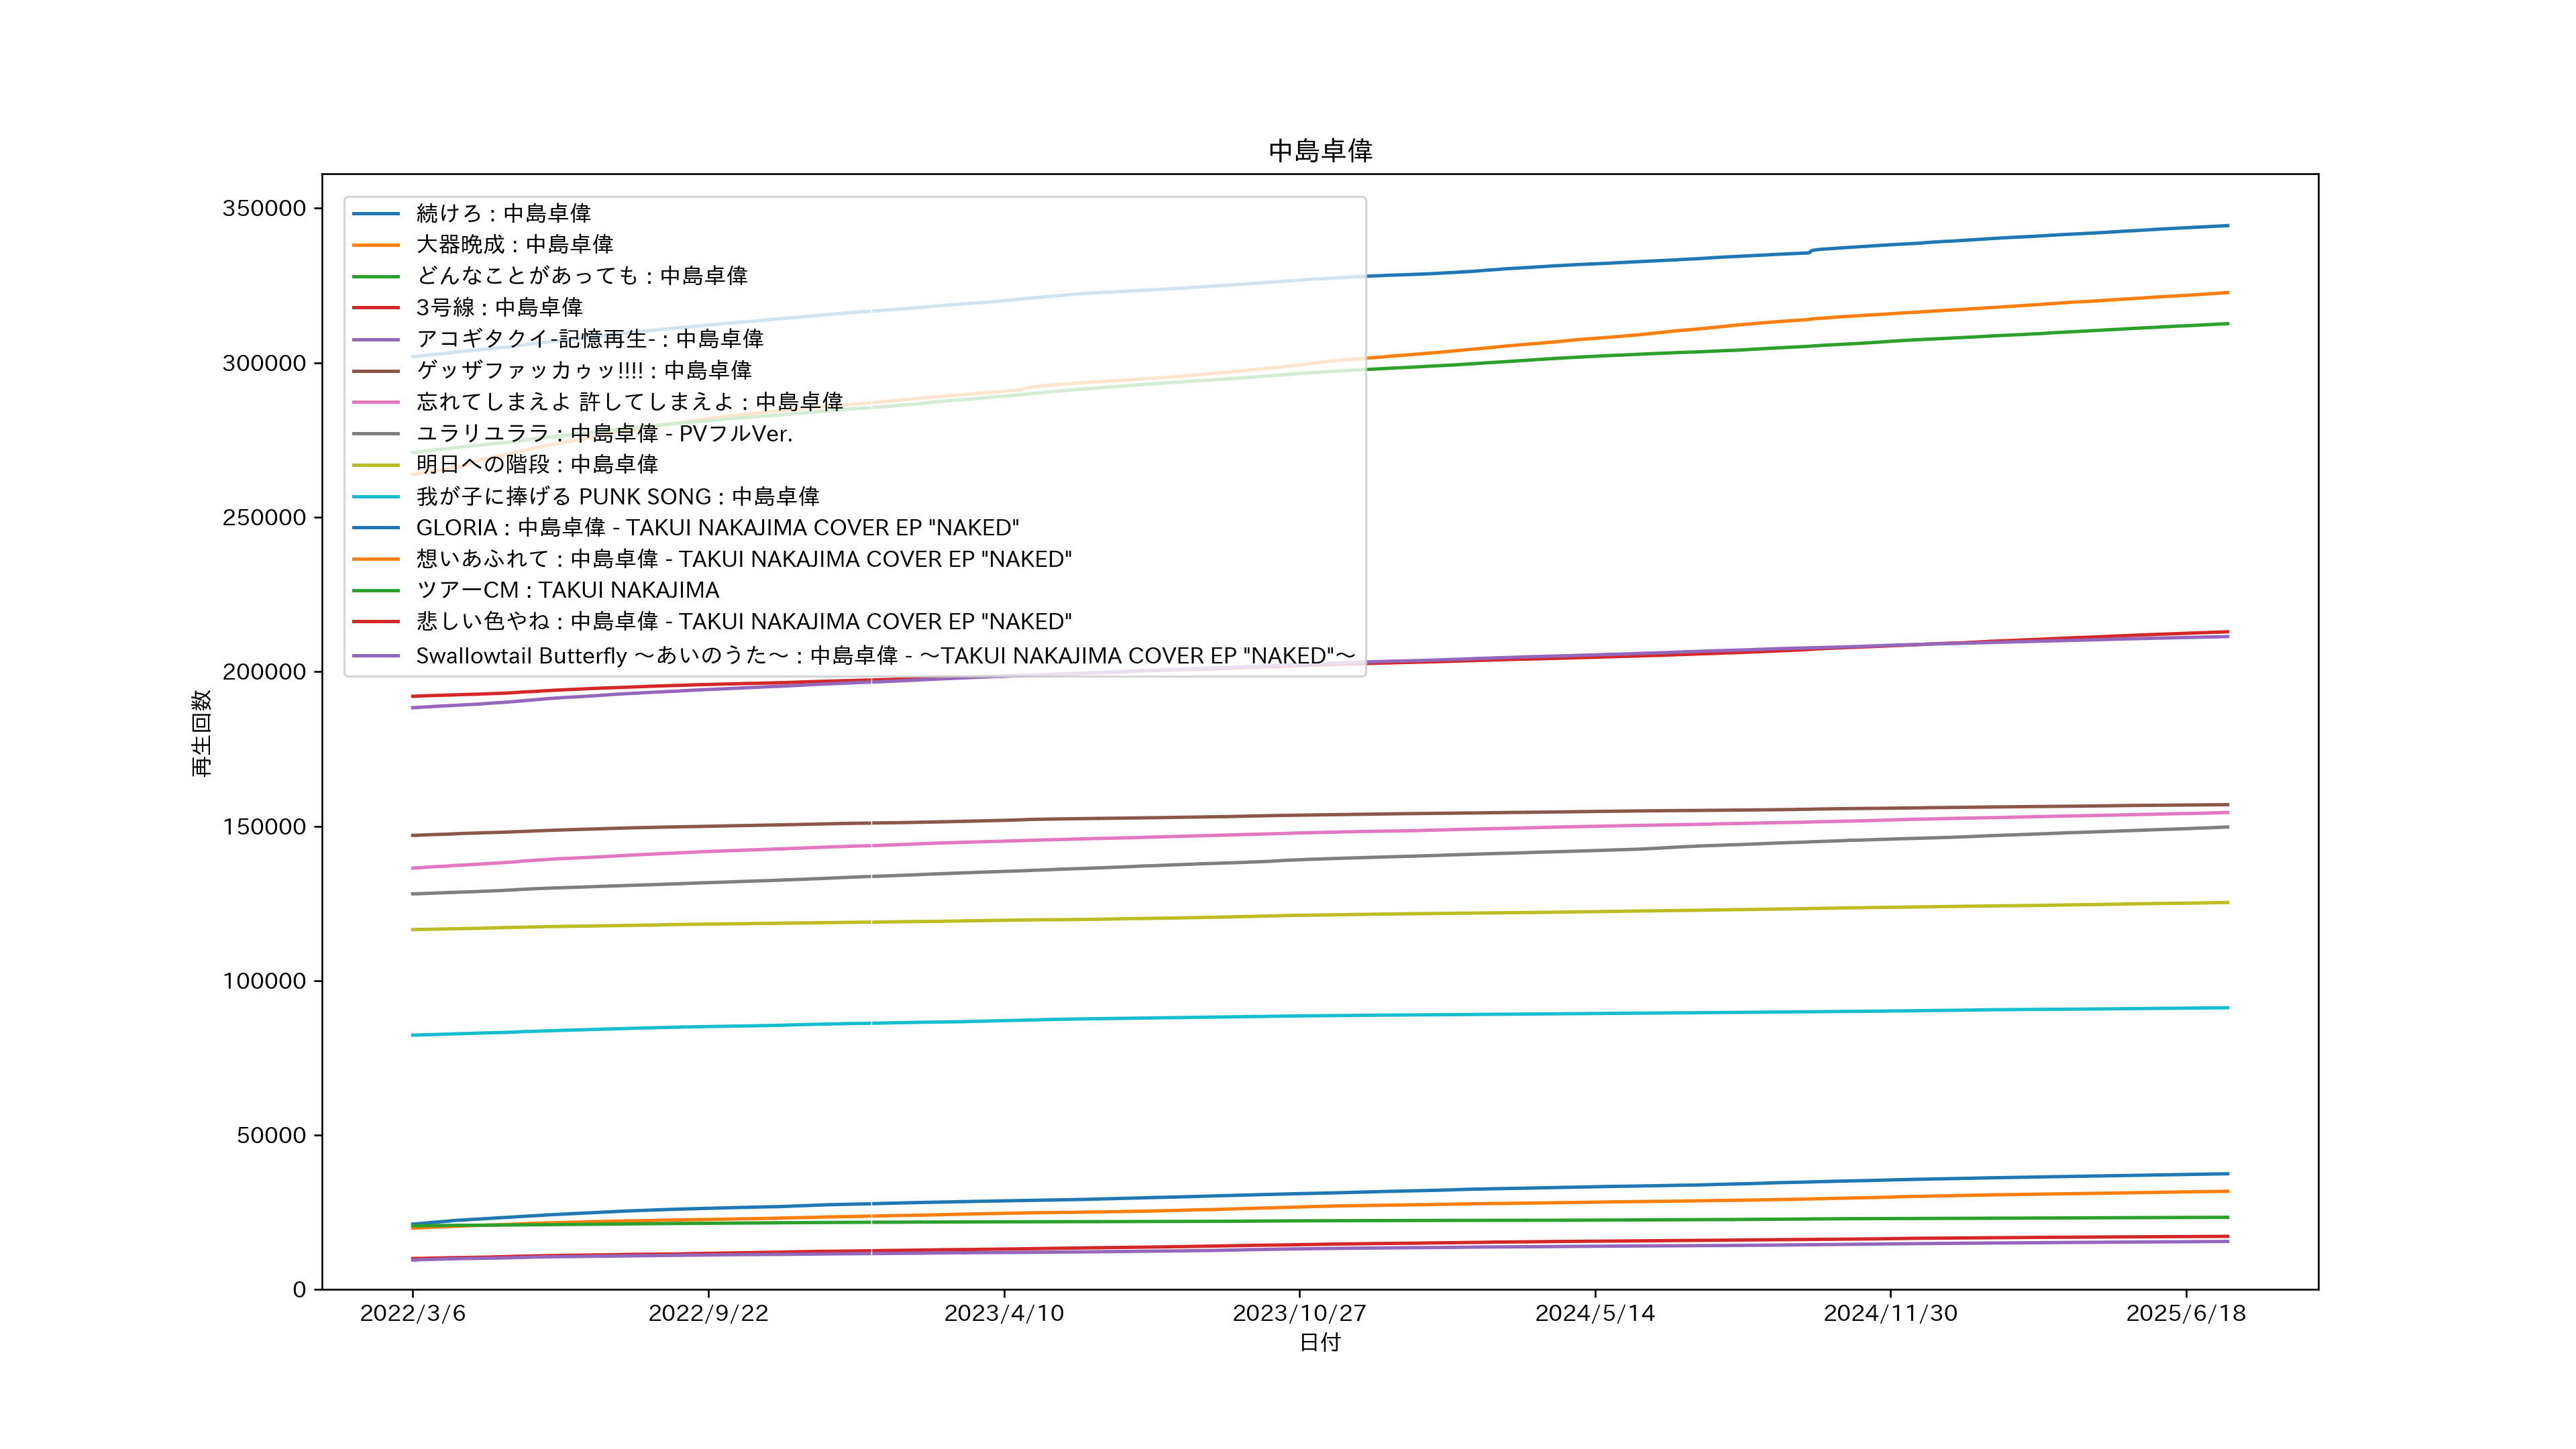 中島卓偉
350000
300000
250000
200000
150000
100000
50000
0
再生回数
続けろ : 中島卓偉
大器晩成 : 中島卓偉
どんなことがあっても : 中島卓偉
3号線 : 中島卓偉
アコギタクイ-記憶再生- : 中島卓偉
ゲッザファッカゥッ!!!! : 中島卓偉
忘れてしまえよ 許してしまえよ : 中島卓偉
ユラリユララ : 中島卓偉 - PVフルVer.
明日への階段 : 中島卓偉
我が子に捧げる PUNK SONG : 中島卓偉
GLORIA : 中島卓偉 - TAKUI NAKAJIMA COVER EP "NAKED"
想いあふれて : 中島卓偉 - TAKUI NAKAJIMA COVER EP "NAKED"
ツアーCM : TAKUI NAKAJIMA
悲しい色やね : 中島卓偉 - TAKUI NAKAJIMA COVER EP "NAKED"
Swallowtail Butterfly 〜あいのうた〜 : 中島卓偉 - 〜TAKUI NAKAJIMA COVER EP "NAKED"〜
2022/3/6 2022/9/22 2023/4/10 2023/10/27 2024/5/14 2024/11/30 2025/6/18
日付